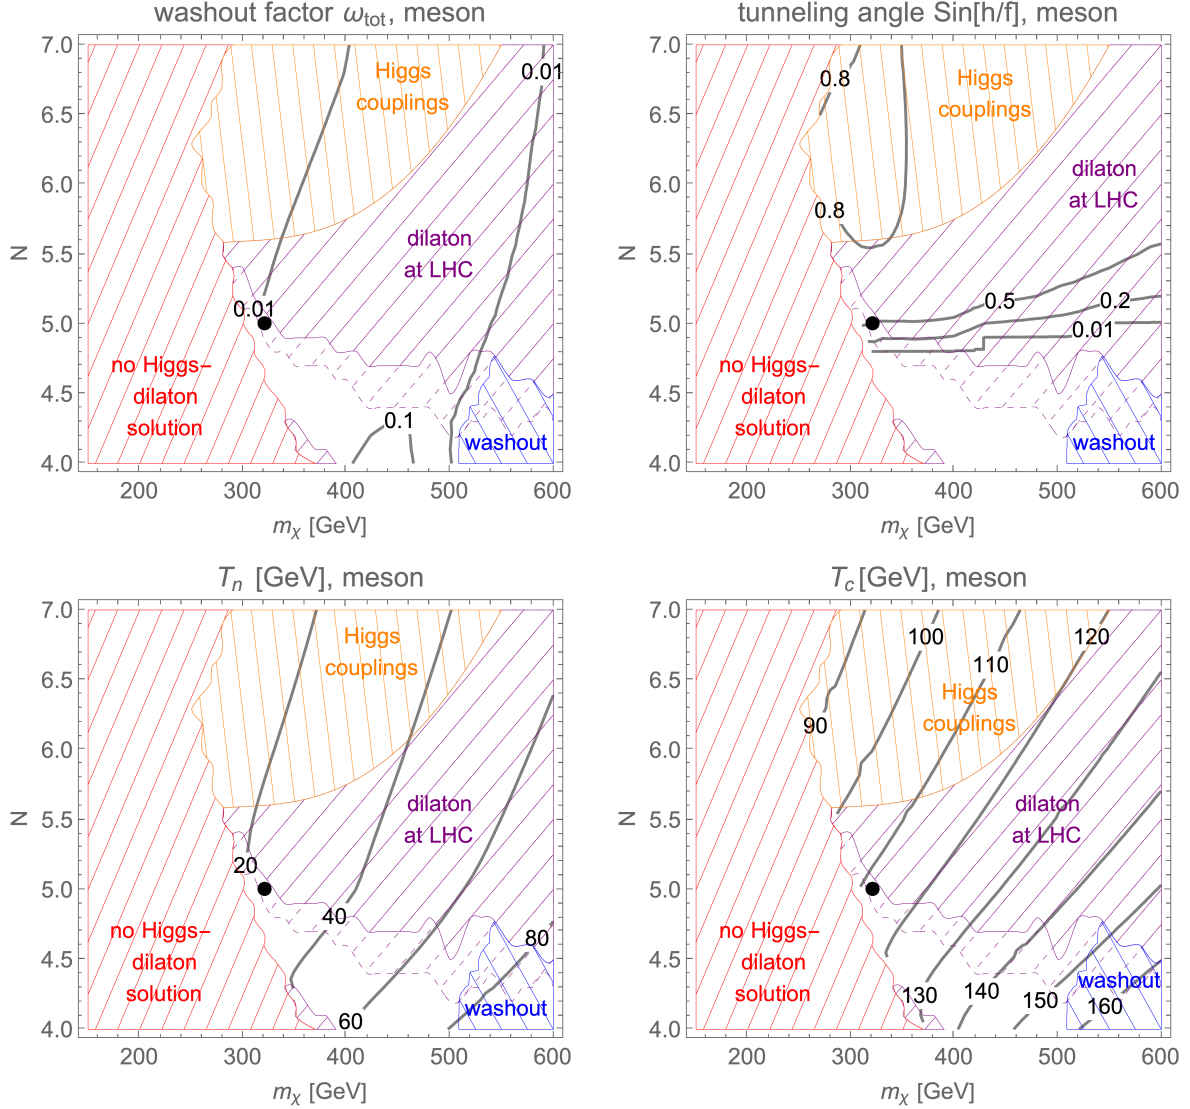 washout factor ω_tot, meson
7.0
6.5
6.0
5.5
5.0
4.5
4.0
N
0.01
Higgs
couplings
dilaton
at LHC
0.01
0.1
no Higgs–
dilaton
solution
washout
200
300
400
500
600
m_χ [GeV]
tunneling angle Sin[h/f], meson
7.0
6.5
6.0
5.5
5.0
4.5
4.0
N
0.8
Higgs
couplings
dilaton
at LHC
0.8
0.5
0.2
0.01
no Higgs–
dilaton
solution
washout
200
300
400
500
600
m_χ [GeV]
T_n [GeV], meson
7.0
6.5
6.0
5.5
5.0
4.5
4.0
N
Higgs
couplings
dilaton
at LHC
20
40
80
no Higgs–
dilaton
solution
washout
60
200
300
400
500
600
m_χ [GeV]
T_c [GeV], meson
7.0
6.5
6.0
5.5
5.0
4.5
4.0
N
100
110
120
Higgs
couplings
90
dilaton
at LHC
no Higgs–
dilaton
solution
washout
130
140
150
160
200
300
400
500
600
m_χ [GeV]